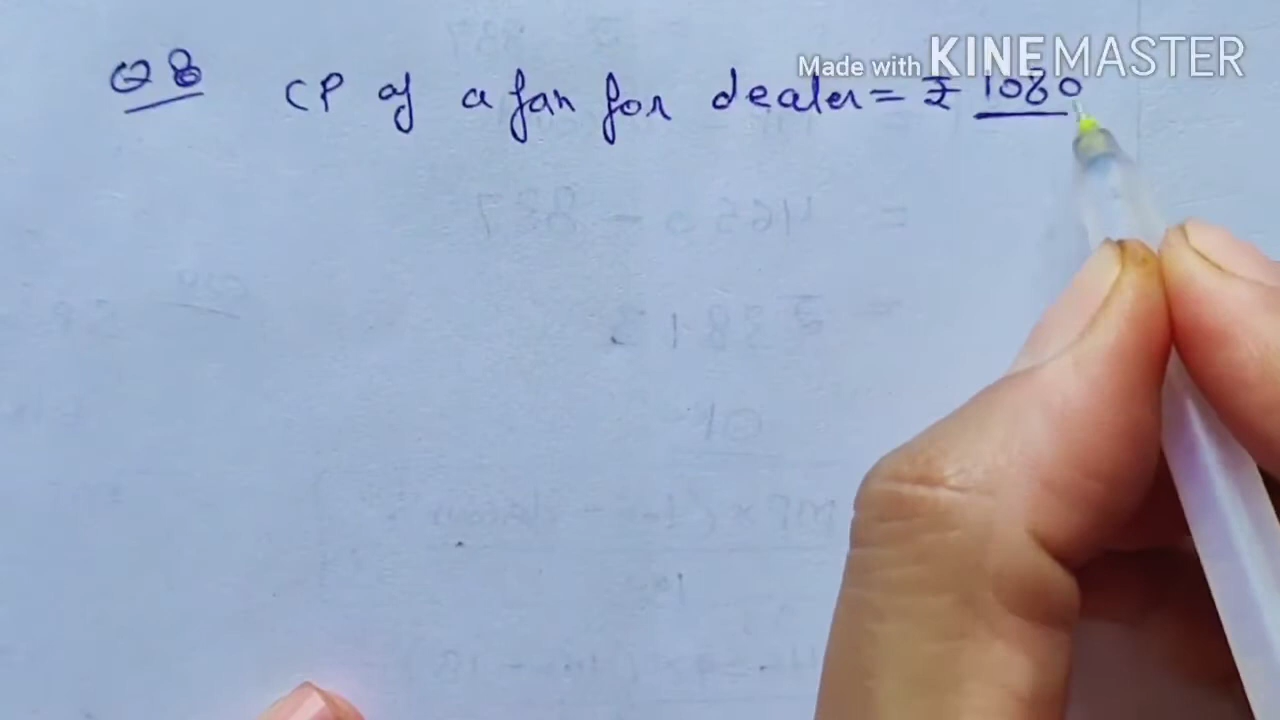 Made with KINEMASTER
Q8 CP of a fan for dealer = ₹ 1080